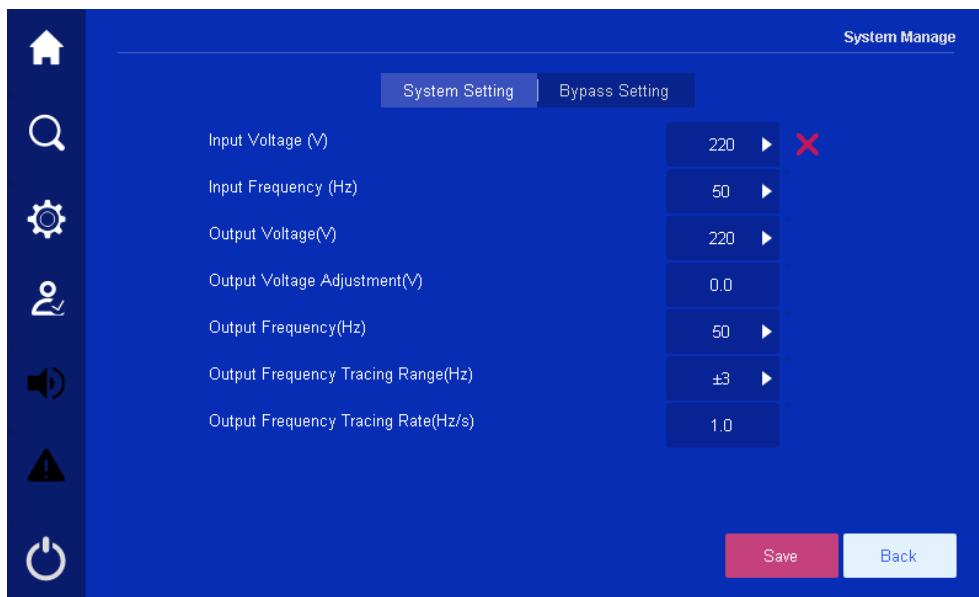 System Manage
System Setting Bypass Setting
Input Voltage (V) 220
Input Frequency (Hz) 50
Output Voltage(V) 220
Output Voltage Adjustment(V) 0.0
Output Frequency(Hz) 50
Output Frequency Tracing Range(Hz) ±3
Output Frequency Tracing Rate(Hz/s) 1.0
Save Back